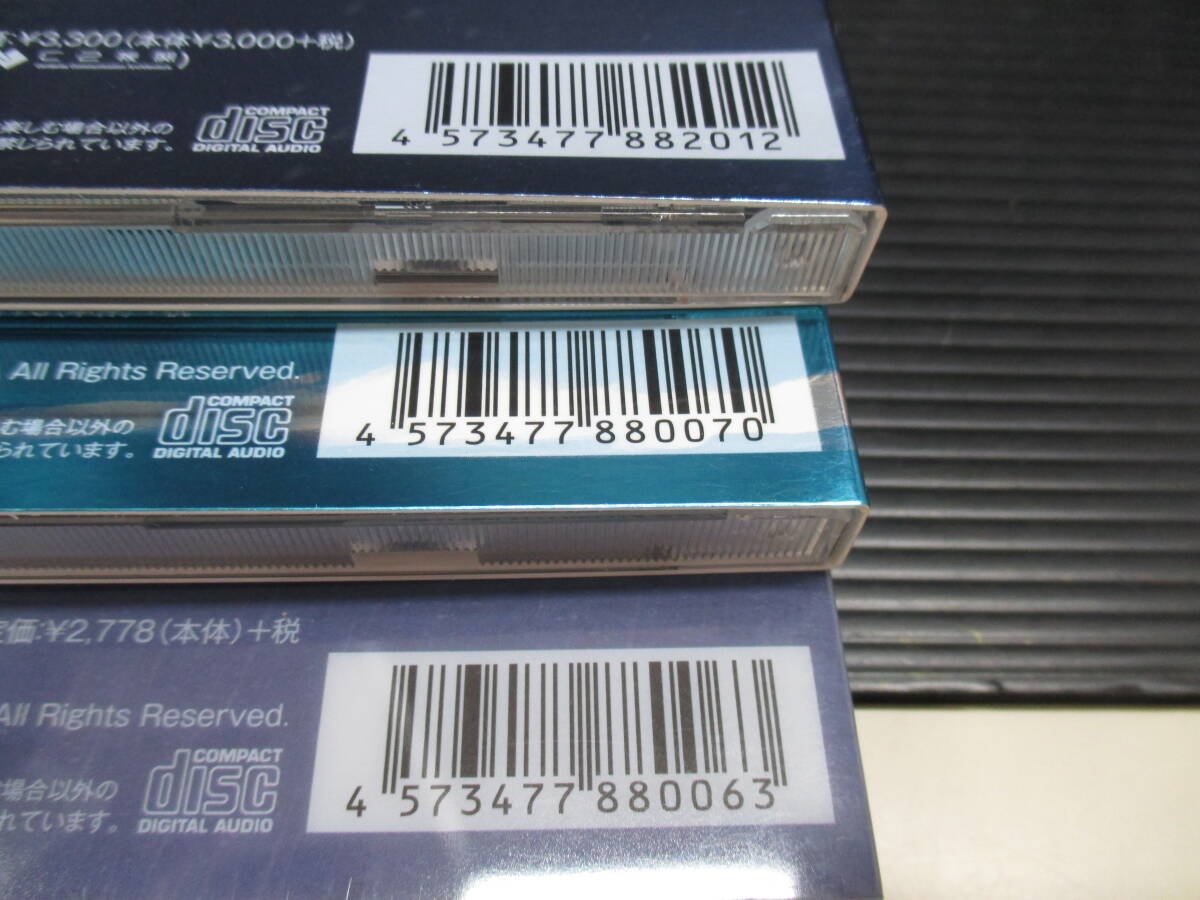 価:¥3,300(本体¥3,000+税)
楽しむ場合以外の
禁じられています。
COMPACT
disc
DIGITAL AUDIO
4 573477 882012
All Rights Reserved.
む場合以外の
られています。
COMPACT
disc
DIGITAL AUDIO
4 573477 880070
定価:¥2,778(本体)+税
All Rights Reserved.
場合以外の
れています。
COMPACT
disc
DIGITAL AUDIO
4 573477 880063